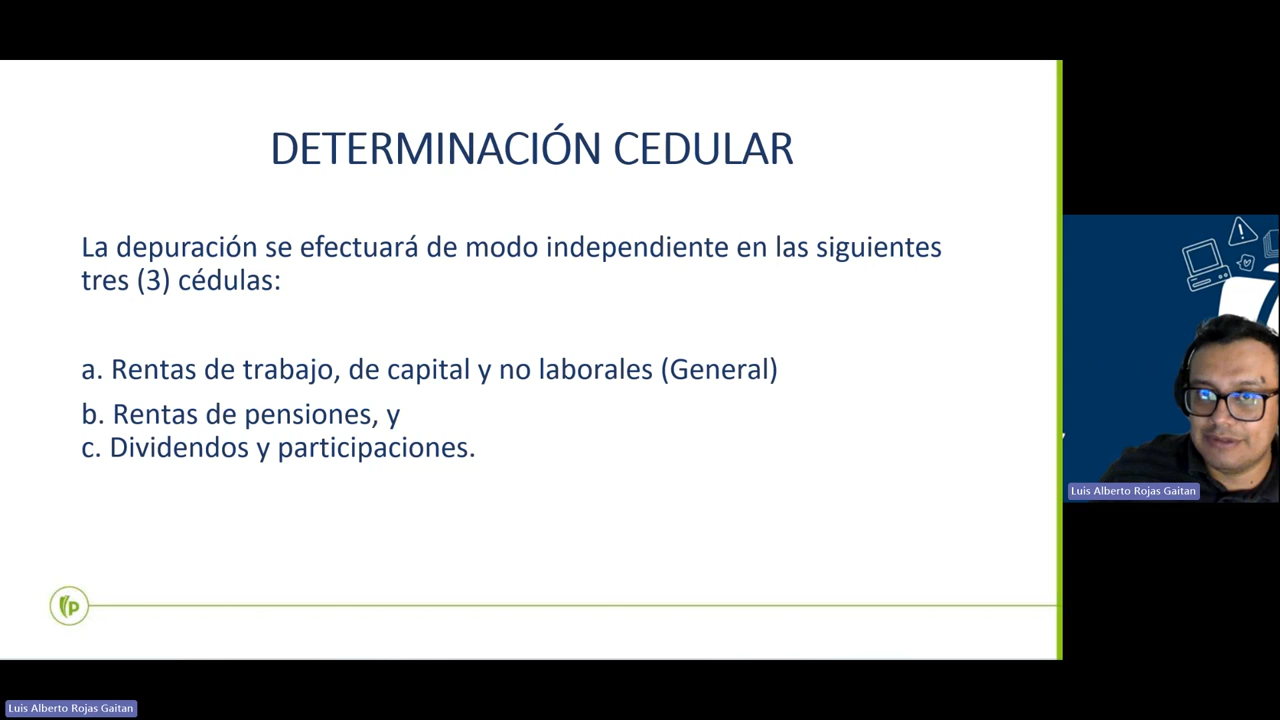 DETERMINACIÓN CEDULAR
La depuración se efectuará de modo independiente en las siguientes
tres (3) cédulas:
a. Rentas de trabajo, de capital y no laborales (General)
b. Rentas de pensiones, y
c. Dividendos y participaciones.
Luis Alberto Rojas Gaitan
Luis Alberto Rojas Gaitan